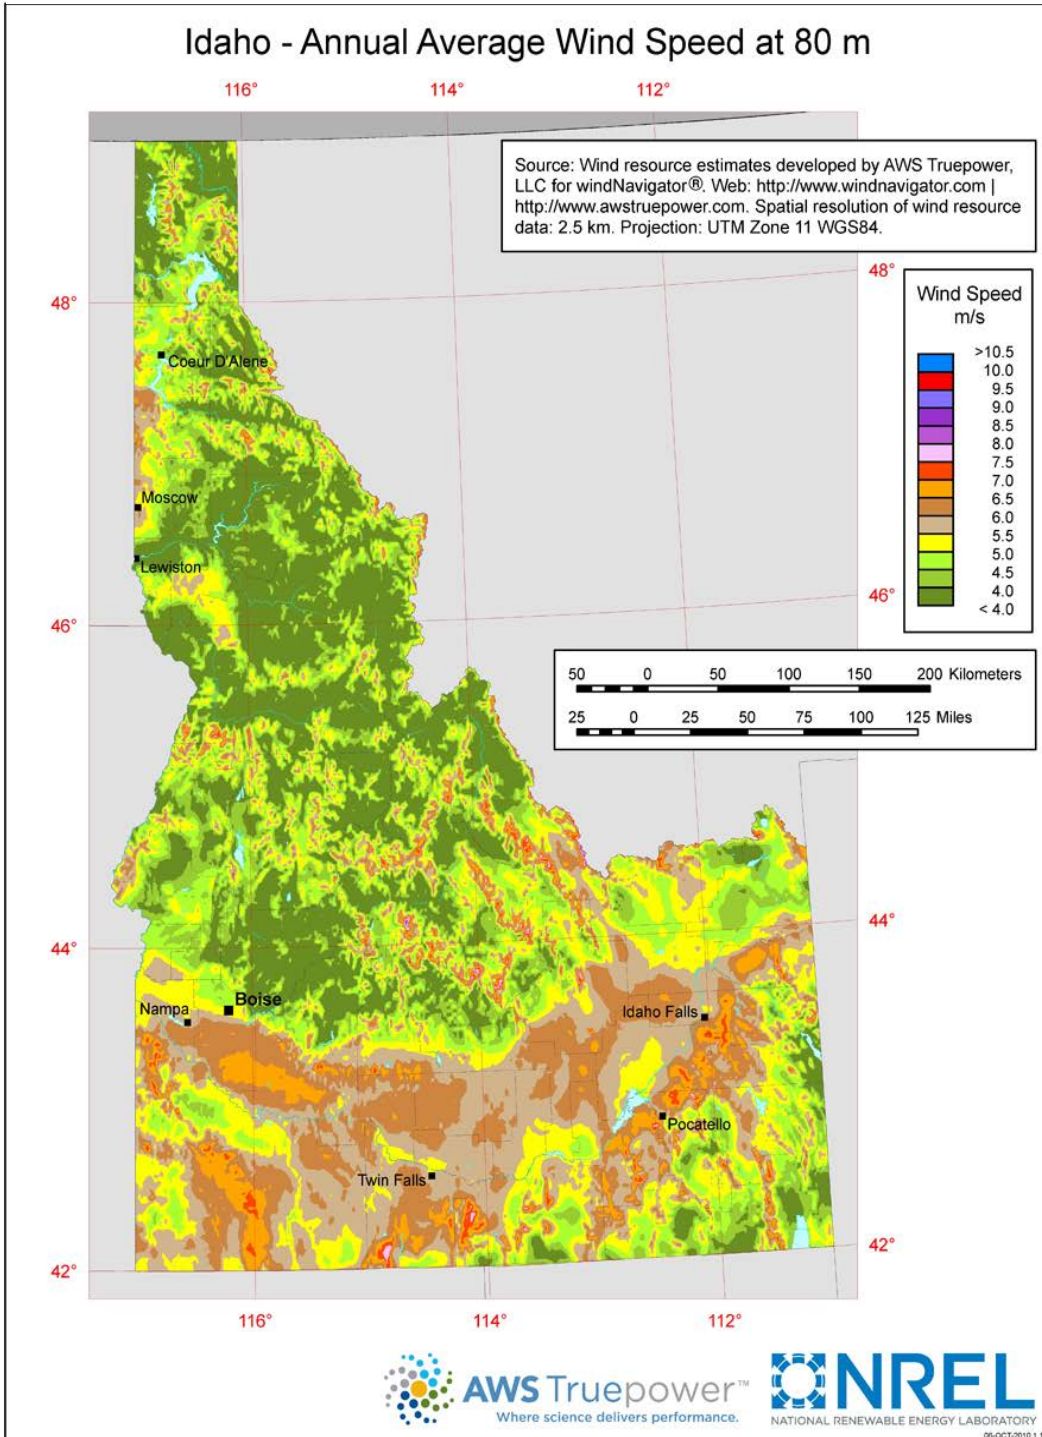 Idaho - Annual Average Wind Speed at 80 m
116° 114° 112°
Source: Wind resource estimates developed by AWS Truepower,
LLC for windNavigator®. Web: http://www.windnavigator.com |
http://www.awstruepower.com. Spatial resolution of wind resource
data: 2.5 km. Projection: UTM Zone 11 WGS84.
48° 48°
Wind Speed
m/s
>10.5
10.0
9.5
9.0
8.5
8.0
7.5
7.0
6.5
6.0
5.5
5.0
4.5
4.0
< 4.0
Coeur D'Alene
Moscow
Lewiston
46° 46°
50 0 50 100 150 200 Kilometers
25 0 25 50 75 100 125 Miles
44° 44°
Boise
Nampa
Idaho Falls
Pocatello
Twin Falls
42° 42°
116° 114° 112°
AWS Truepower™
Where science delivers performance.
NREL
NATIONAL RENEWABLE ENERGY LABORATORY